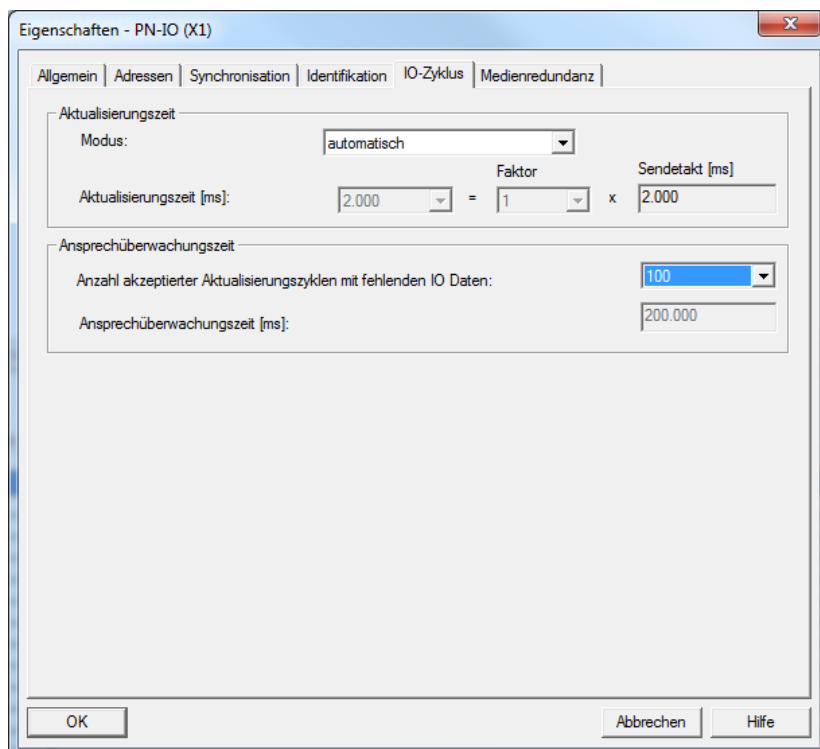 Eigenschaften - PN-IO (X1)
Allgemein Adressen Synchronisation Identifikation IO-Zyklus Medienredundanz
Aktualisierungszeit
Modus: automatisch
Faktor Sendetakt [ms]
Aktualisierungszeit [ms]: 2.000 = 1 x 2.000
Ansprechüberwachungszeit
Anzahl akzeptierter Aktualisierungszyklen mit fehlenden IO Daten: 100
Ansprechüberwachungszeit [ms]: 200.000
OK Abbrechen Hilfe